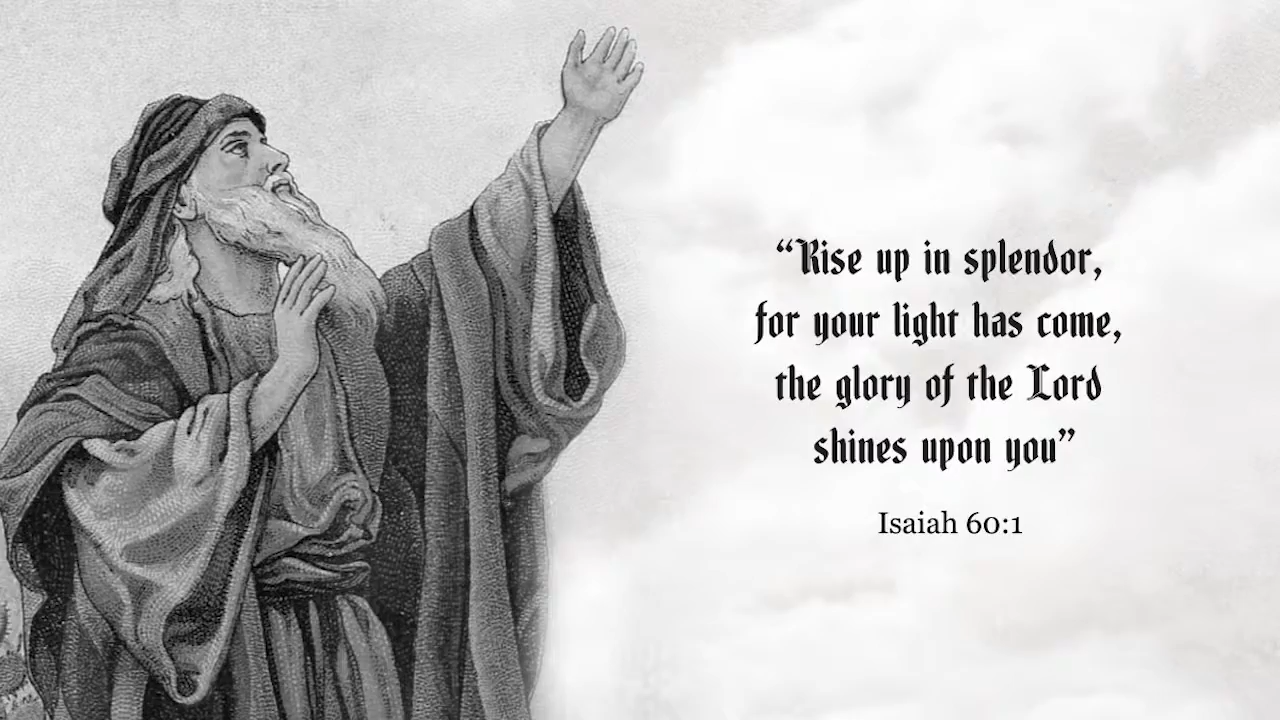 “Rise up in splendor,
for your light has come,
the glory of the Lord
shines upon you”
Isaiah 60:1